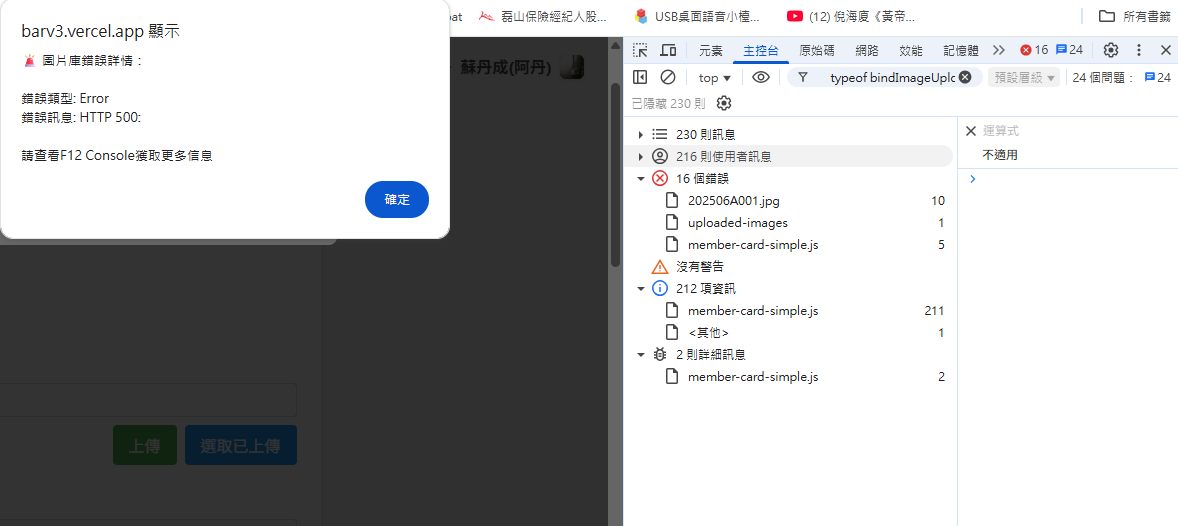 barv3.vercel.app 顯示
🚨 圖片庫錯誤詳情：
錯誤類型: Error
錯誤訊息: HTTP 500:
請查看F12 Console獲取更多信息
確定
磊山保險經紀人股...
USB桌面語音小檯...
(12) 倪海廈《黃帝...
所有書籤
蘇丹成(阿丹)
上傳
選取已上傳
元素
主控台
原始碼
網路
效能
記憶體
16
24
top
typeof bindImageUplo
預設層級
24 個問題：
24
已隱藏 230 則
230 則訊息
216 則使用者訊息
16 個錯誤
202506A001.jpg 10
uploaded-images 1
member-card-simple.js 5
沒有警告
212 項資訊
member-card-simple.js 211
<其他> 1
2 則詳細訊息
member-card-simple.js 2
運算式
不適用